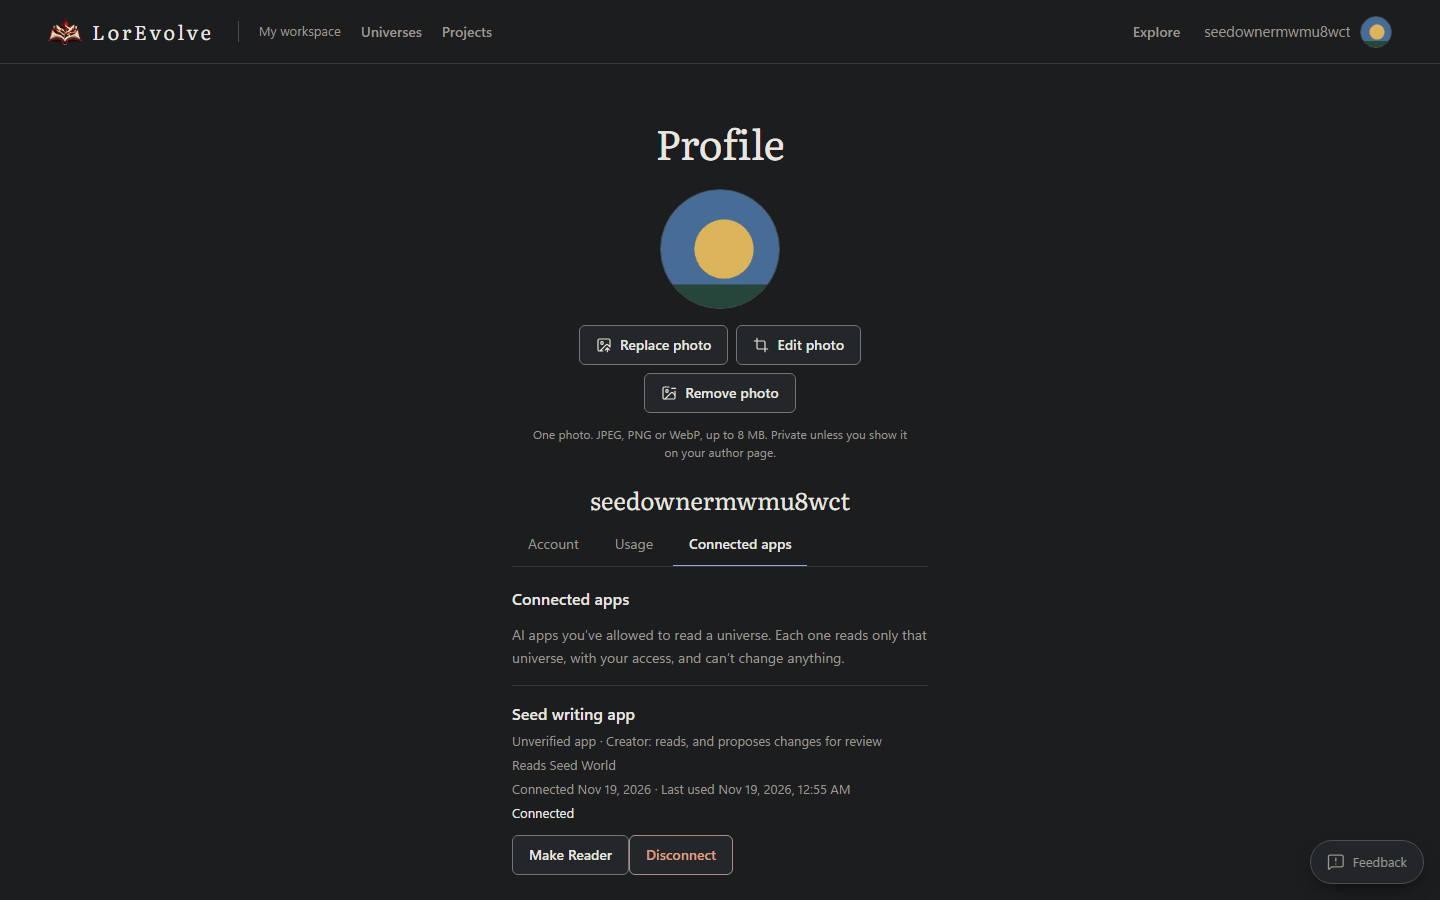 LorEvolve
My workspace
Universes
Projects
Explore
seedownermwmu8wct
Profile
Replace photo
Edit photo
Remove photo
One photo. JPEG, PNG or WebP, up to 8 MB. Private unless you show it
on your author page.
seedownermwmu8wct
Account
Usage
Connected apps
Connected apps
AI apps you’ve allowed to read a universe. Each one reads only that
universe, with your access, and can’t change anything.
Seed writing app
Unverified app · Creator: reads, and proposes changes for review
Reads Seed World
Connected Nov 19, 2026 · Last used Nov 19, 2026, 12:55 AM
Connected
Make Reader
Disconnect
Feedback